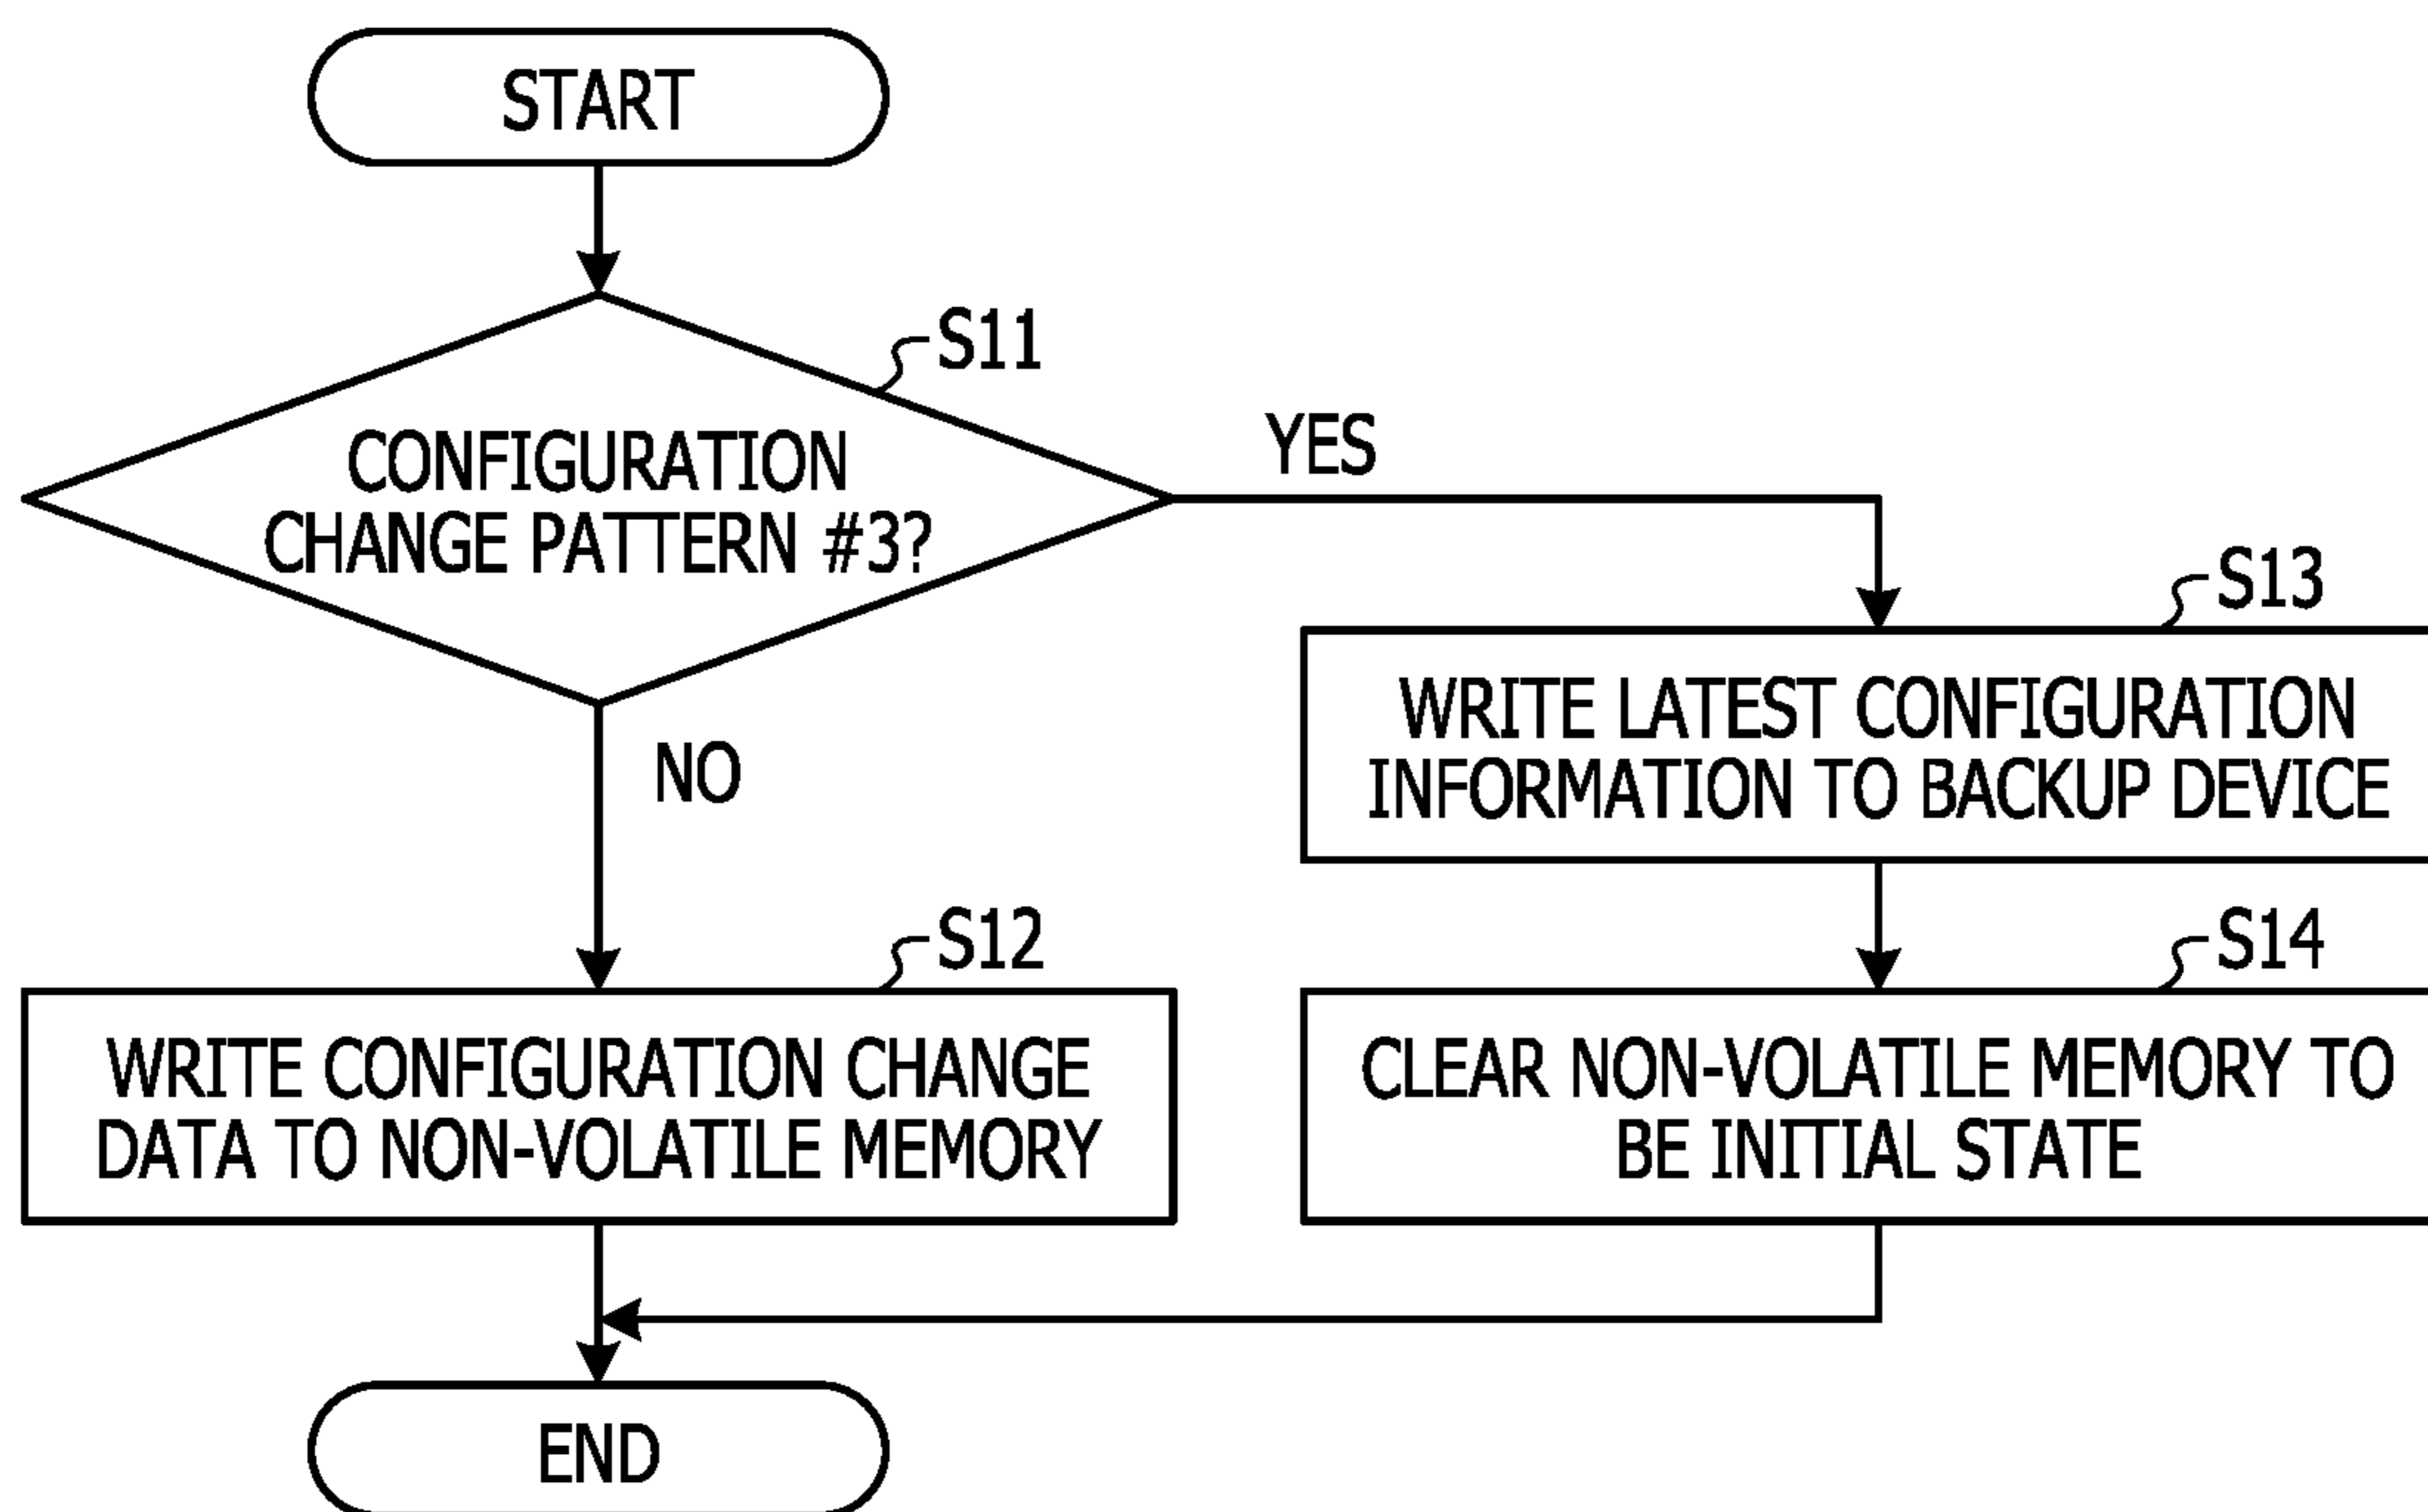 START
S11
CONFIGURATION
CHANGE PATTERN #3?
YES
NO
S13
WRITE LATEST CONFIGURATION
INFORMATION TO BACKUP DEVICE
S12
WRITE CONFIGURATION CHANGE
DATA TO NON-VOLATILE MEMORY
S14
CLEAR NON-VOLATILE MEMORY TO
BE INITIAL STATE
END